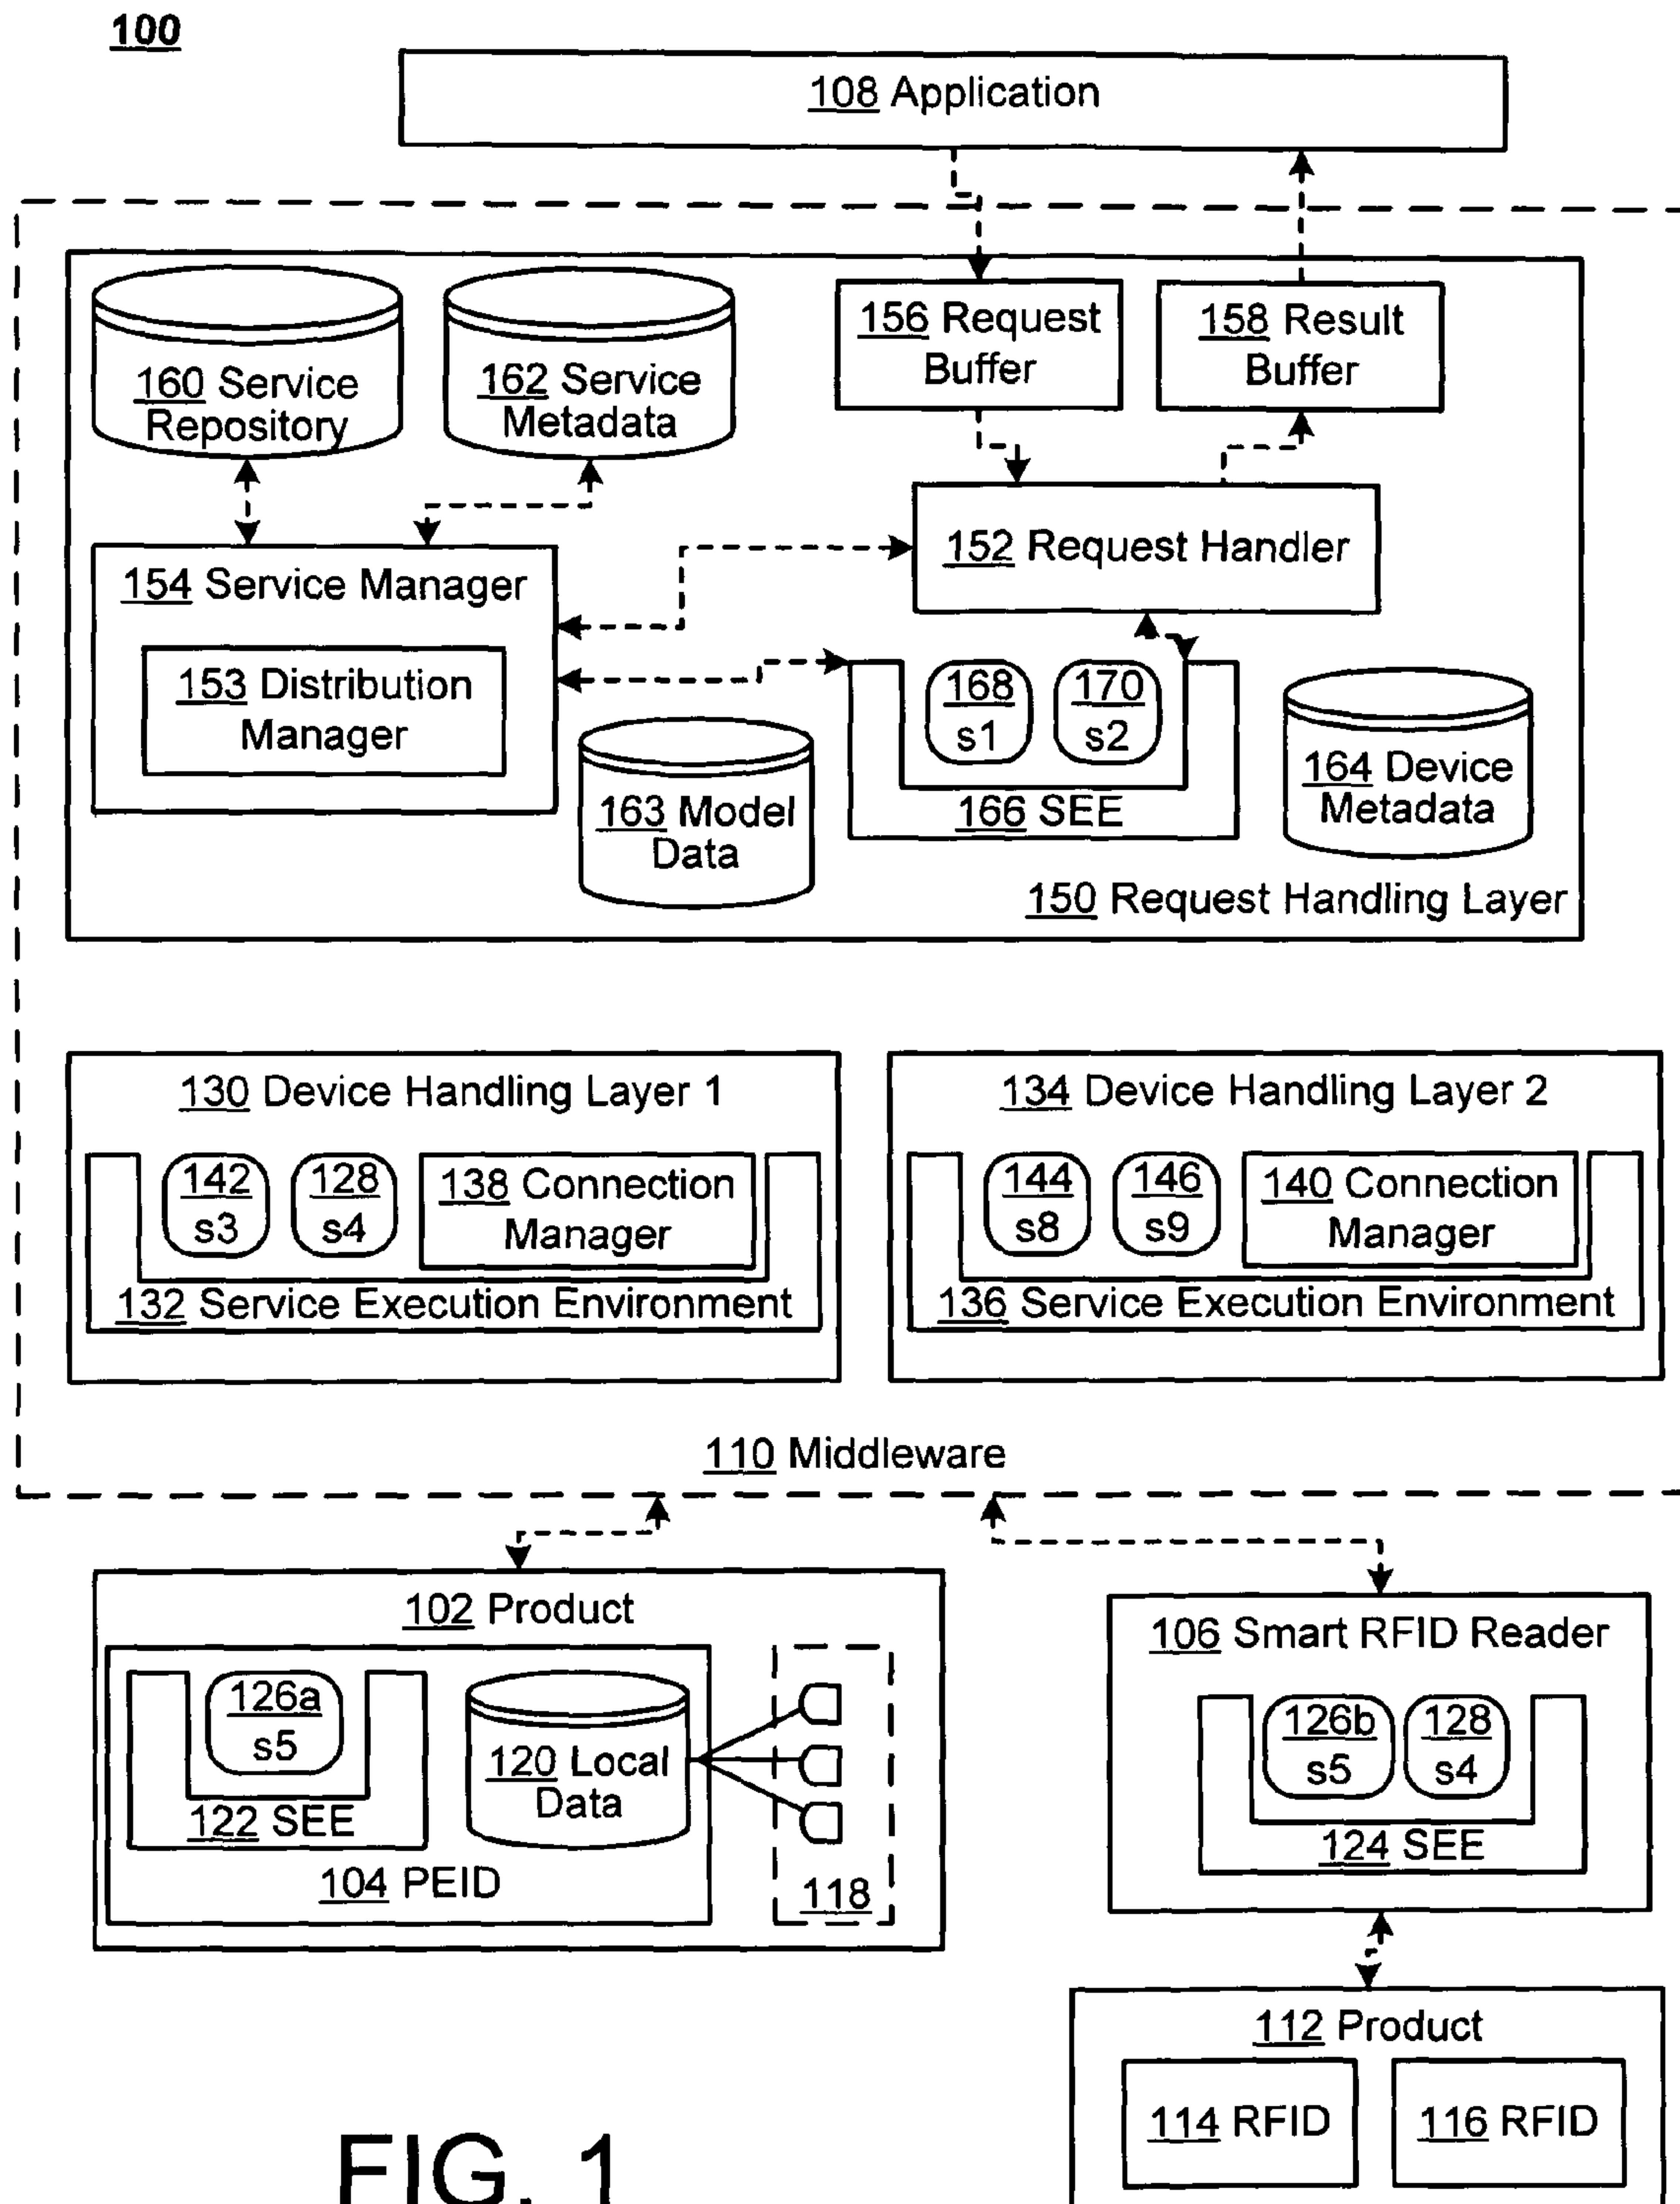 100
108 Application
160 Service
Repository
162 Service
Metadata
156 Request
Buffer
158 Result
Buffer
152 Request Handler
154 Service Manager
153 Distribution
Manager
163 Model
Data
168
s1
170
s2
166 SEE
164 Device
Metadata
150 Request Handling Layer
130 Device Handling Layer 1
142
s3
128
s4
138 Connection
Manager
132 Service Execution Environment
134 Device Handling Layer 2
144
s8
146
s9
140 Connection
Manager
136 Service Execution Environment
110 Middleware
102 Product
126a
s5
122 SEE
120 Local
Data
104 PEID
118
106 Smart RFID Reader
126b
s5
128
s4
124 SEE
112 Product
114 RFID
116 RFID
FIG. 1